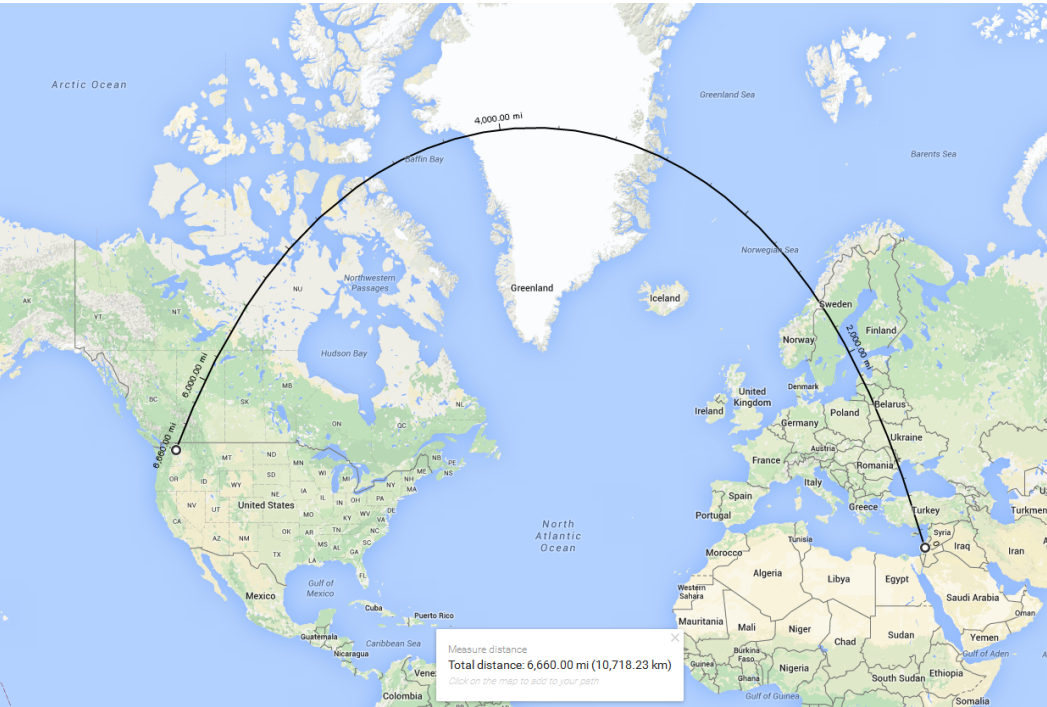 Arctic Ocean
Greenland Sea
4,000.00 mi
Barents Sea
Baffin Bay
Norwegian Sea
Northwestern
Passages
NU
Greenland
Iceland
AK
YT
NT
Sweden
Finland
Norway
2,000.00 mi
Hudson Bay
6,000.00 mi
BC
SK
MB
NL
ON
QC
United
Kingdom
Denmark
Ireland
Belarus
Poland
Germany
Ukraine
6,660.00 mi
MT
ND
MN
NB
PE
NS
Austria
France
Romania
OR
ID
WY
SD
WI
MI
ME
NH
NY
MA
Italy
NV
UT
United States
NE
IA
IL
IN
OH
PA
Spain
Portugal
Greece
Turkey
Turkmen
CA
MO
KY
WV
VA
DE
North
Atlantic
Ocean
AZ
NM
OK
AR
TN
NC
MS
AL
SC
GA
TX
LA
FL
Syria
Iraq
Iran
Tunisia
Morocco
Algeria
Libya
Egypt
Western
Sahara
Saudi Arabia
Oman
Gulf of
Mexico
Mexico
Cuba
Puerto Rico
Mauritania
Mali
Niger
Chad
Sudan
Yemen
Gulf of Aden
Guatemala
Nicaragua
Caribbean Sea
Burkina
Faso
Guinea
Ghana
Nigeria
South Sudan
Ethiopia
Somalia
Gulf of Guinea
Vene
Colombia
Measure distance
Total distance: 6,660.00 mi (10,718.23 km)
Click on the map to add to your path